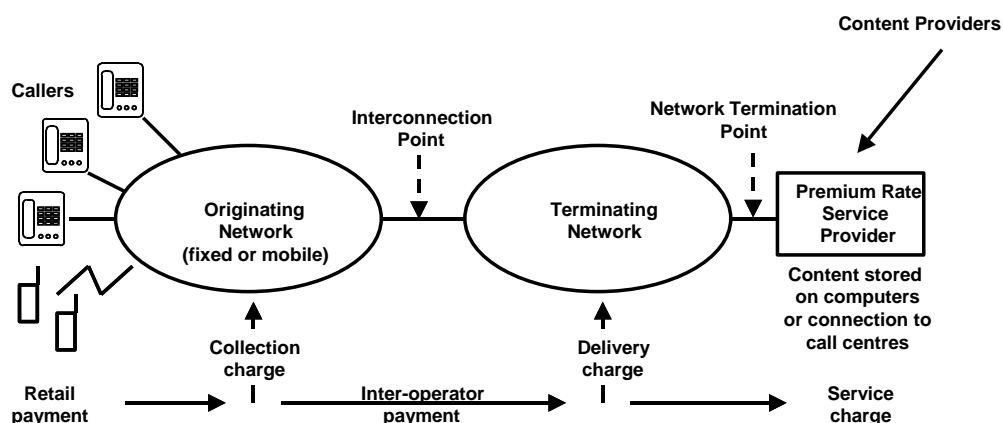 Content Providers
Callers
Interconnection
Point
Network Termination
Point
Originating
Network
(fixed or mobile)
Terminating
Network
Premium Rate
Service
Provider
Content stored
on computers
or connection to
call centres
Collection
charge
Delivery
charge
Retail
payment
Inter-operator
payment
Service
charge